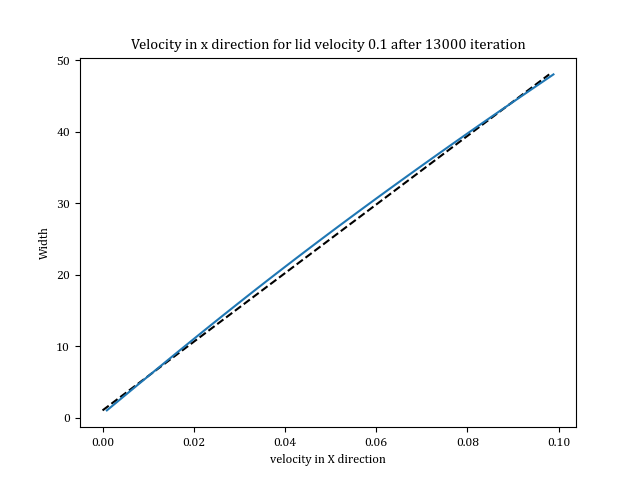 Velocity in x direction for lid velocity 0.1 after 13000 iteration
50
40
30
20
10
0
Width
0.00 0.02 0.04 0.06 0.08 0.10
velocity in X direction